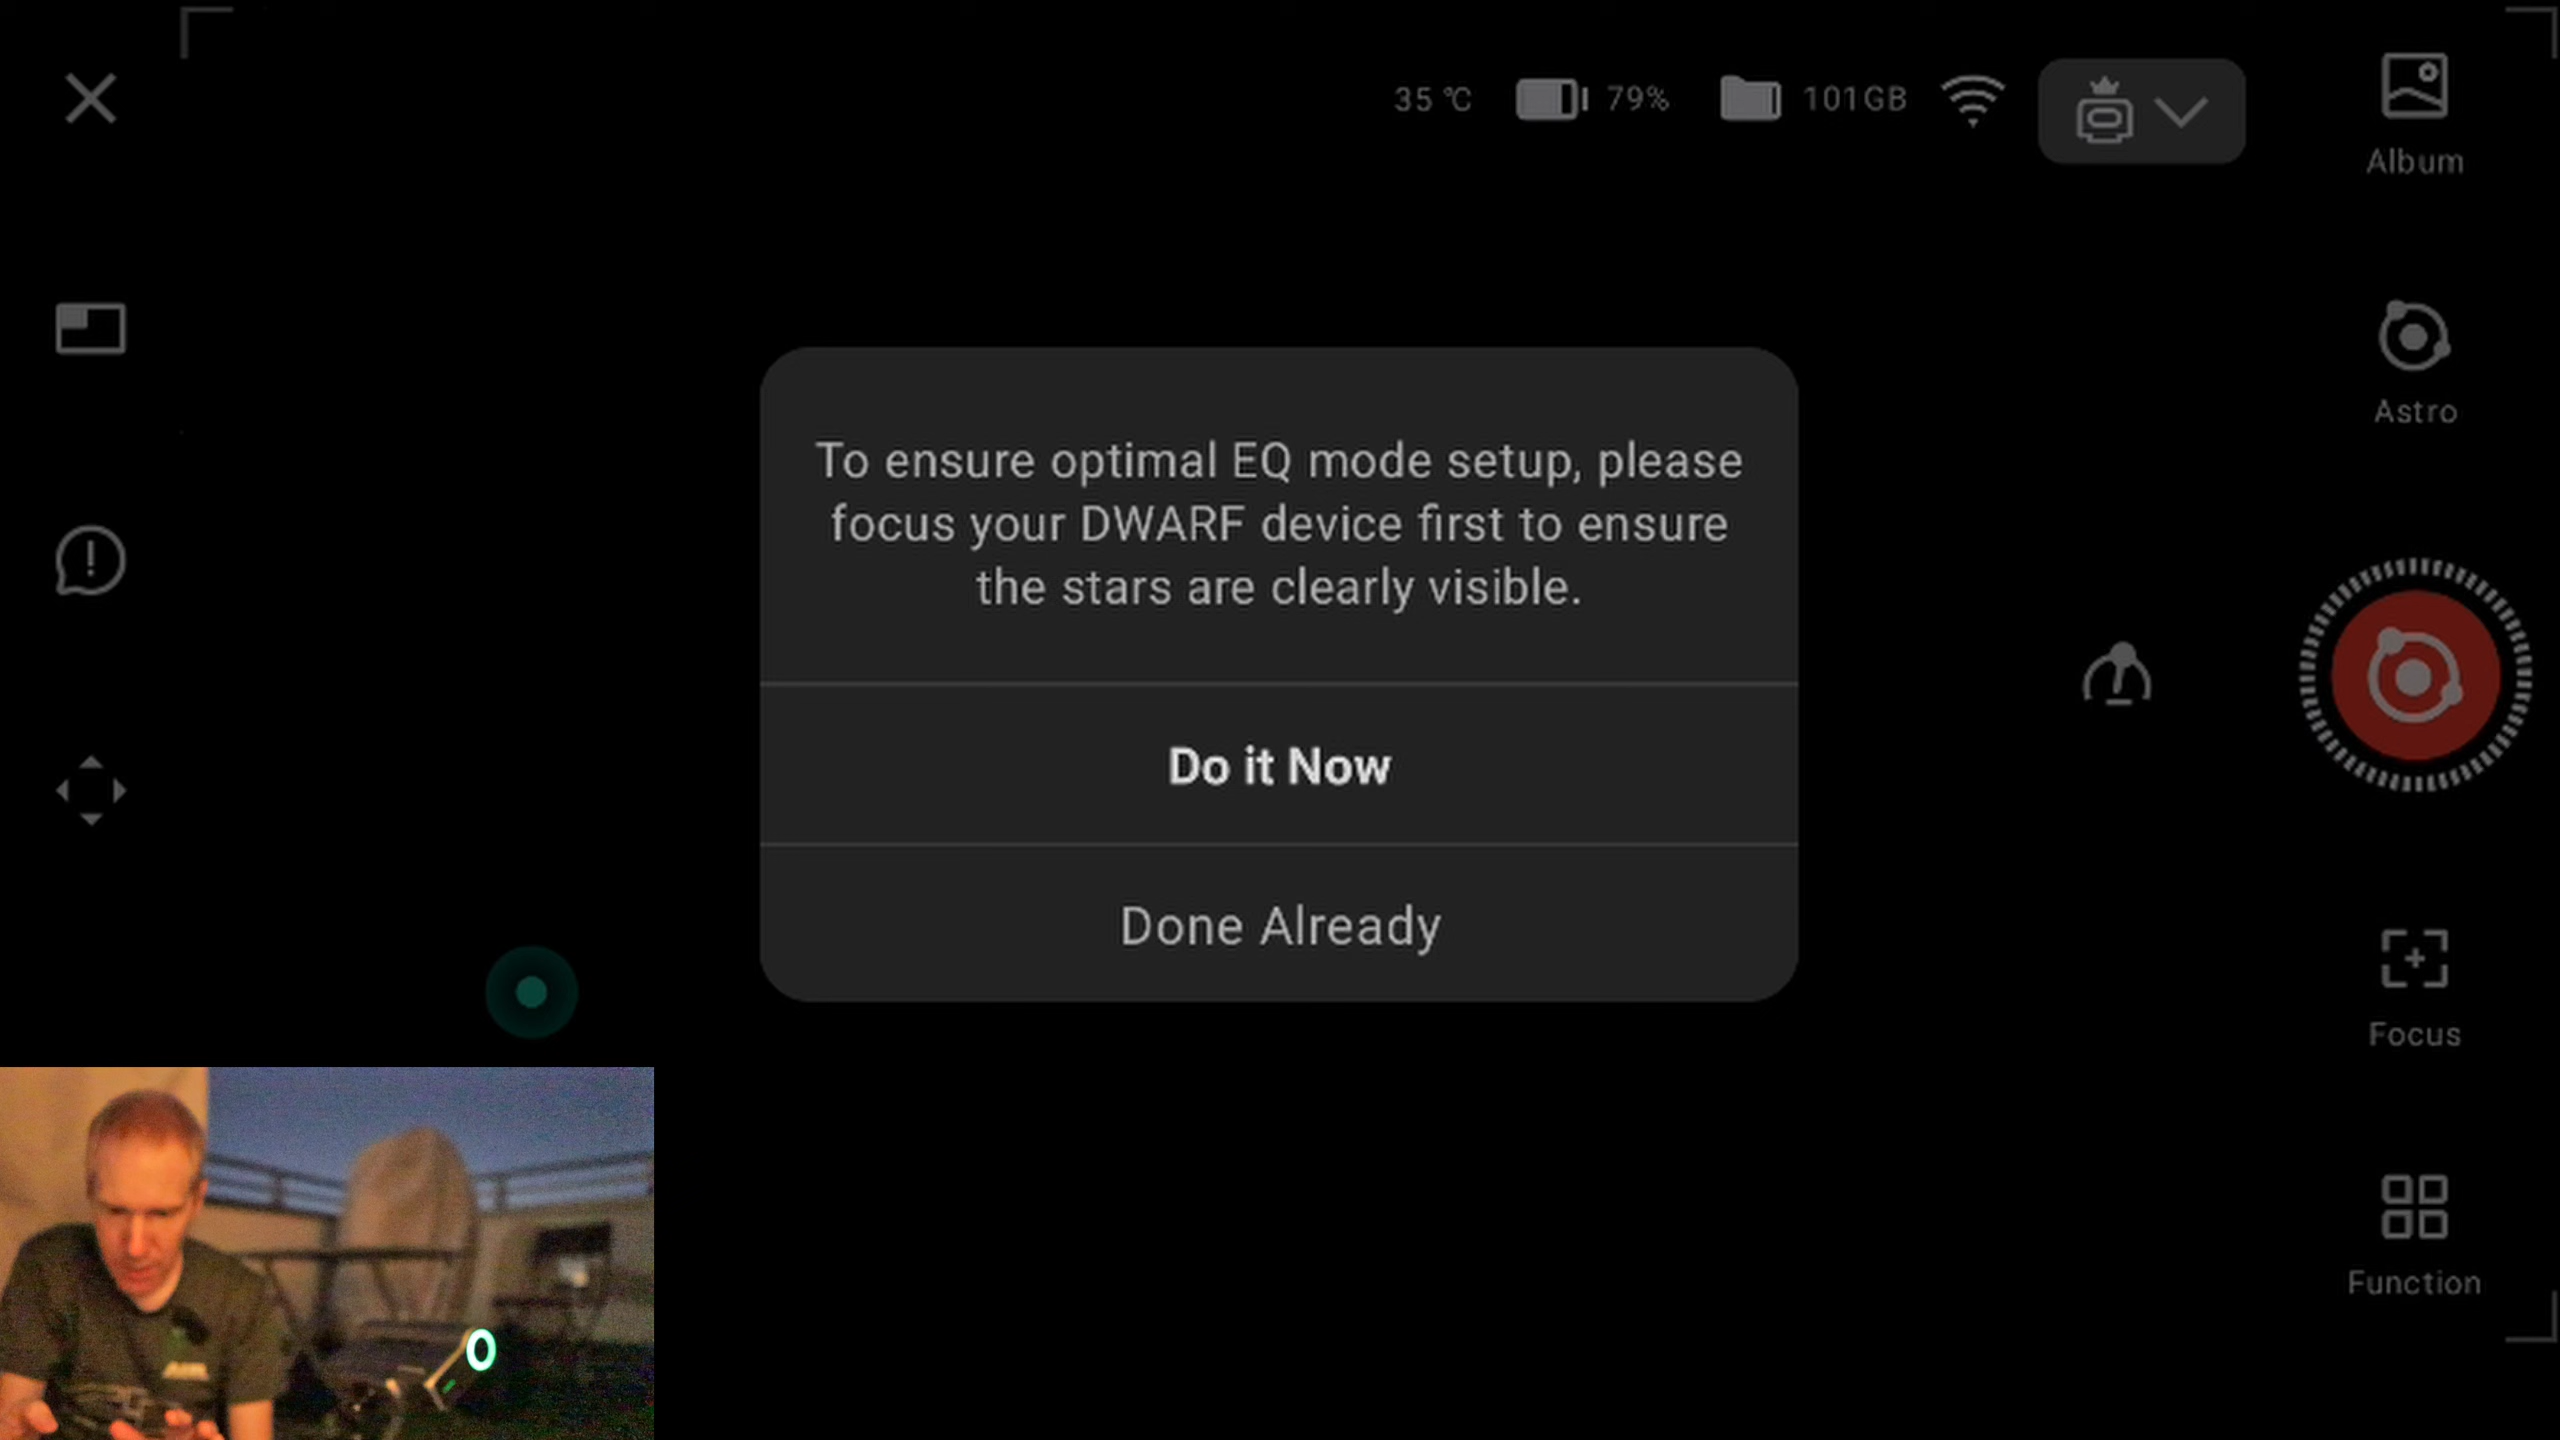 35 °C
79%
101GB
Album
Astro
To ensure optimal EQ mode setup, please
focus your DWARF device first to ensure
the stars are clearly visible.
Do it Now
Done Already
Focus
Function